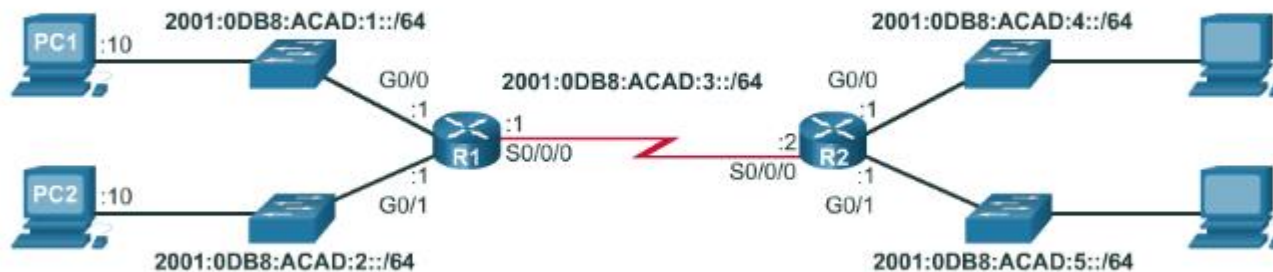 2001:0DB8:ACAD:1::/64
2001:0DB8:ACAD:4::/64
PC1
:10
G0/0
:1
2001:0DB8:ACAD:3::/64
G0/0
:1
R1
:1
S0/0/0
:2
S0/0/0
R2
PC2
:10
:1
G0/1
:1
G0/1
2001:0DB8:ACAD:2::/64
2001:0DB8:ACAD:5::/64